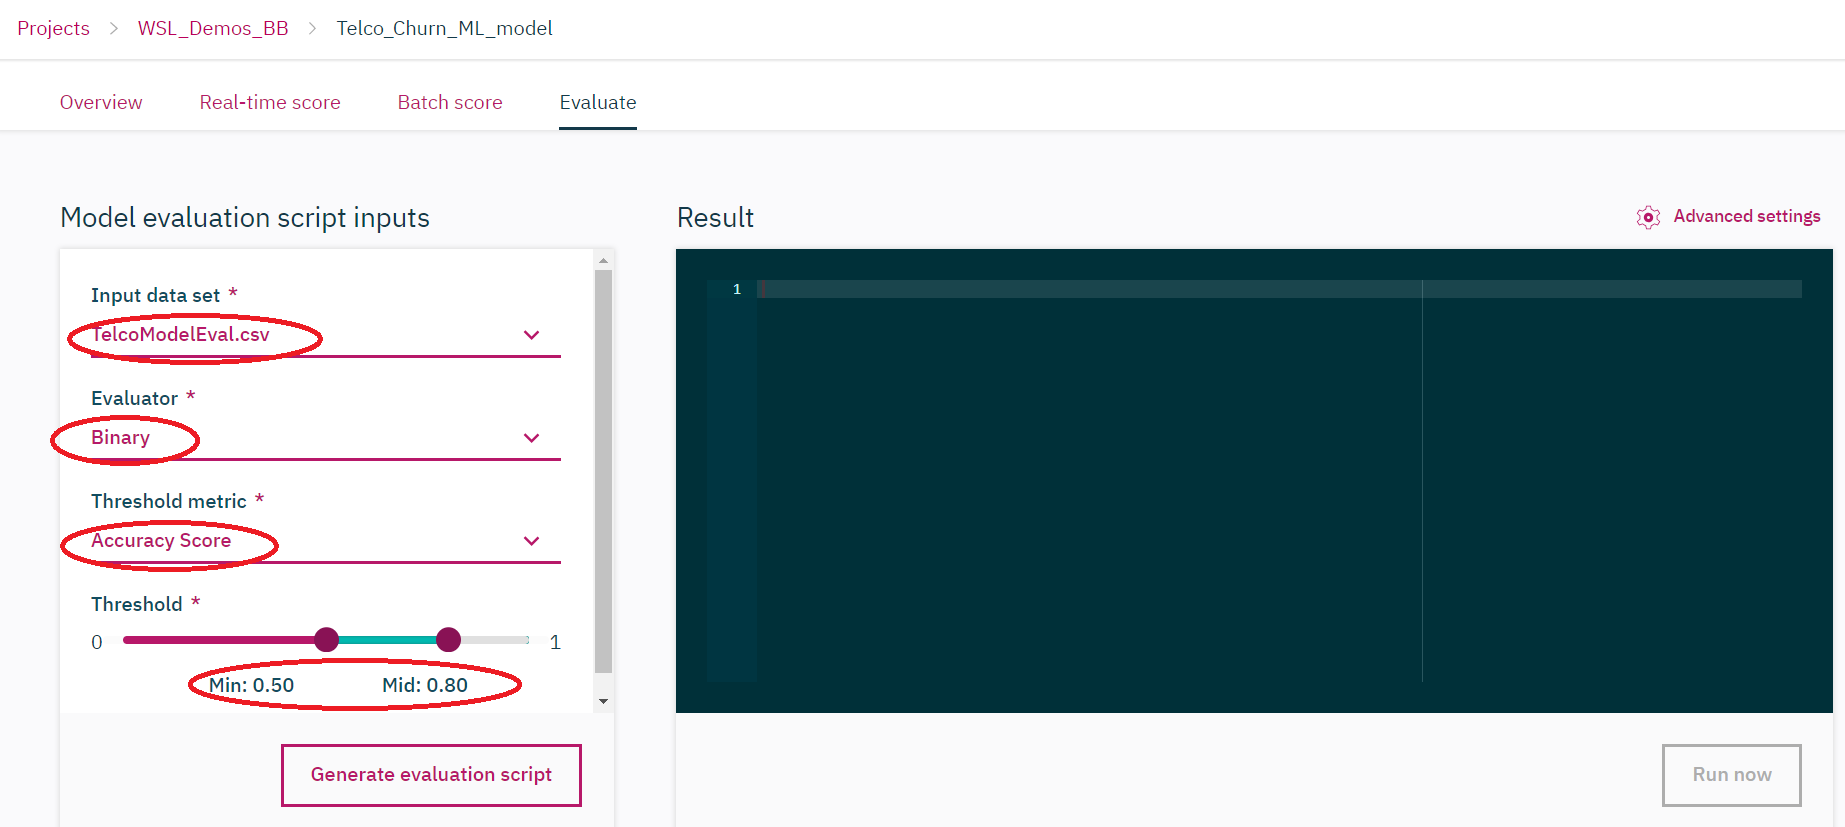 Projects > WSL_Demos_BB > Telco_Churn_ML_model
Overview Real-time score Batch score Evaluate
Model evaluation script inputs
Input data set *
TelcoModelEval.csv
Evaluator *
Binary
Threshold metric *
Accuracy Score
Threshold *
0 1
Min: 0.50 Mid: 0.80
Generate evaluation script
Result
Advanced settings
1
Run now